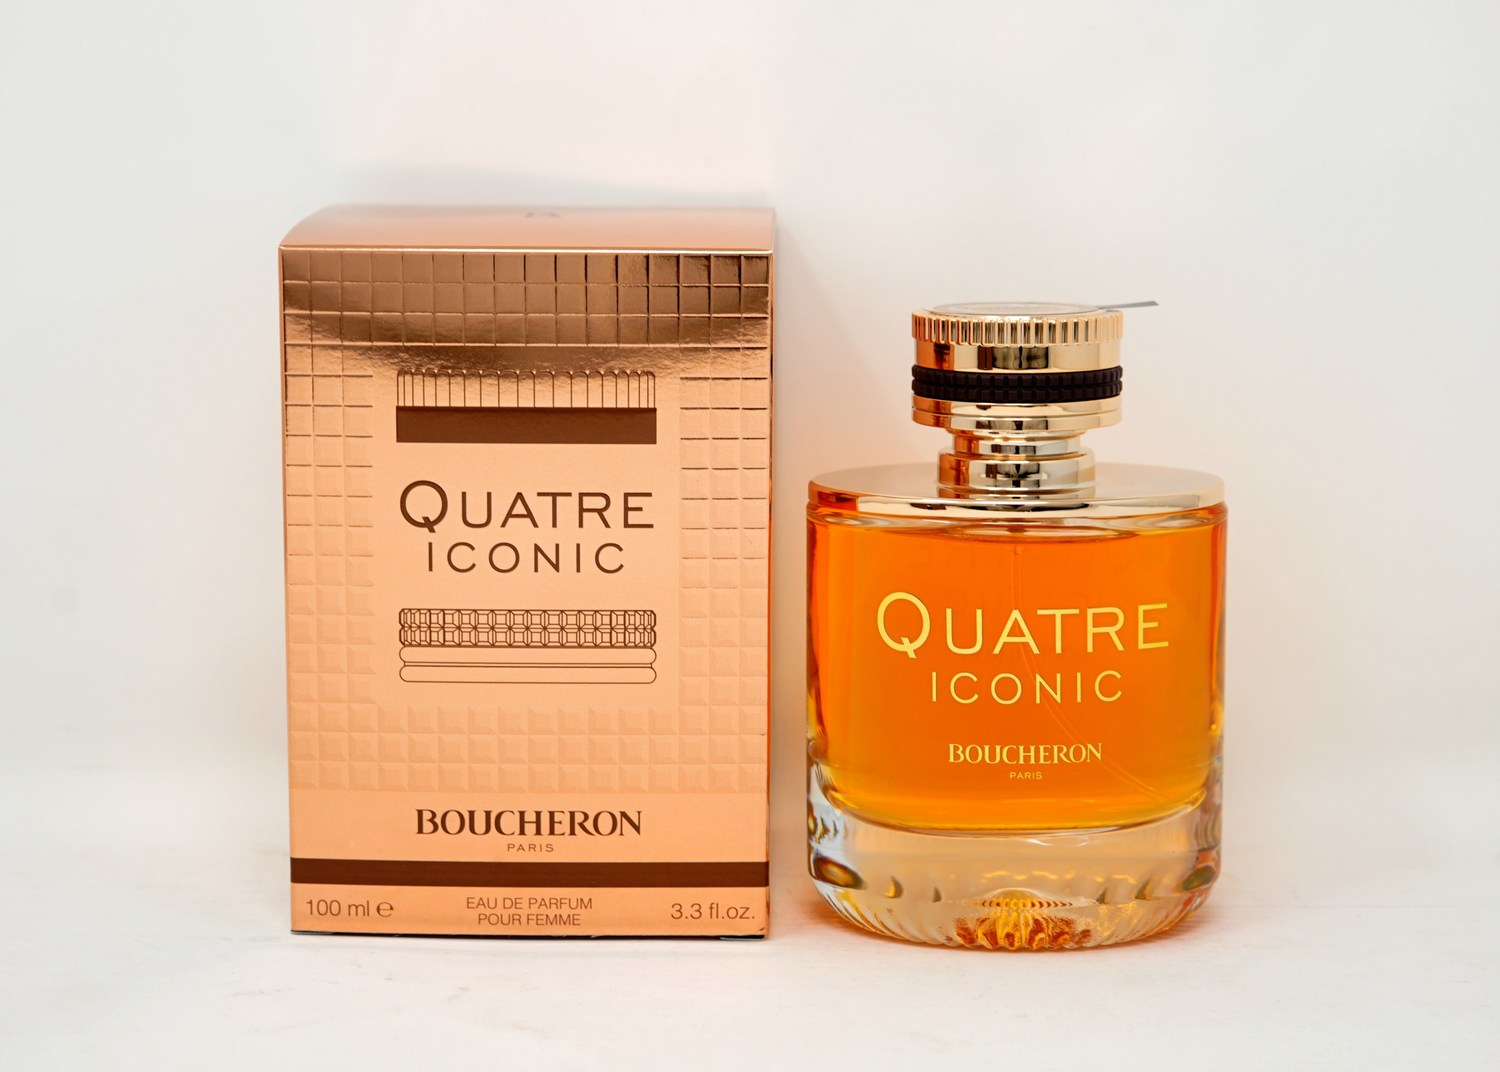 QUATRE
ICONIC
BOUCHERON
PARIS
100 ml ℮
EAU DE PARFUM
POUR FEMME
3.3 fl.oz.
QUATRE
ICONIC
BOUCHERON
PARIS